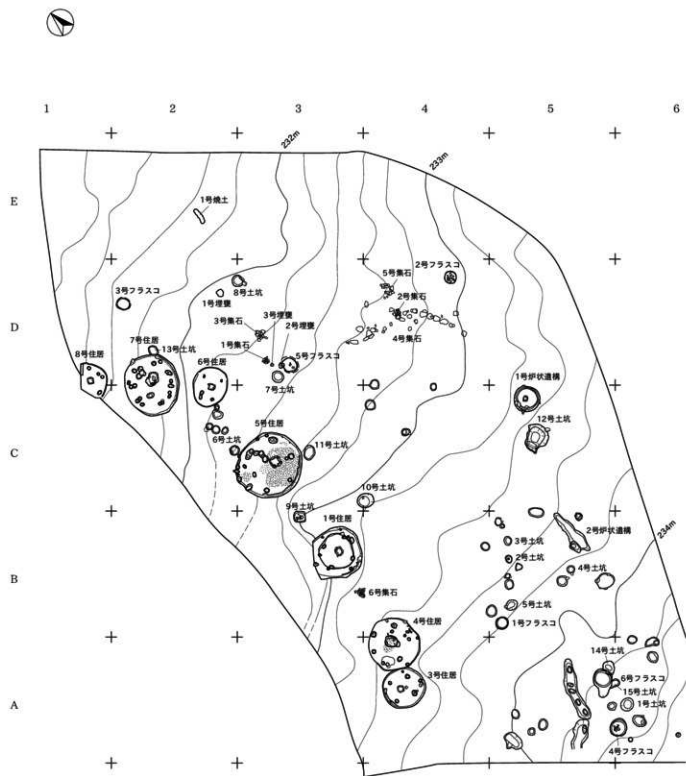 1 2 3 4 5 6
232m
233m
E
1号焼土
2号フラスコ
5号集石
8号土坑
3号フラスコ
1号埋甕
3号埋甕
2号集石
D
3号集石
2号埋甕
4号集石
7号住居
1号集石
5号フラスコ
8号住居
13号土坑
6号住居
7号土坑
1号炉状遺構
12号土坑
5号住居
6号土坑
11号土坑
C
10号土坑
9号土坑
1号住居
234m
3号土坑
2号炉状遺構
2号土坑
4号土坑
B
6号集石
5号土坑
1号フラスコ
4号住居
14号土坑
6号フラスコ
3号住居
15号土坑
1号土坑
A
4号フラスコ